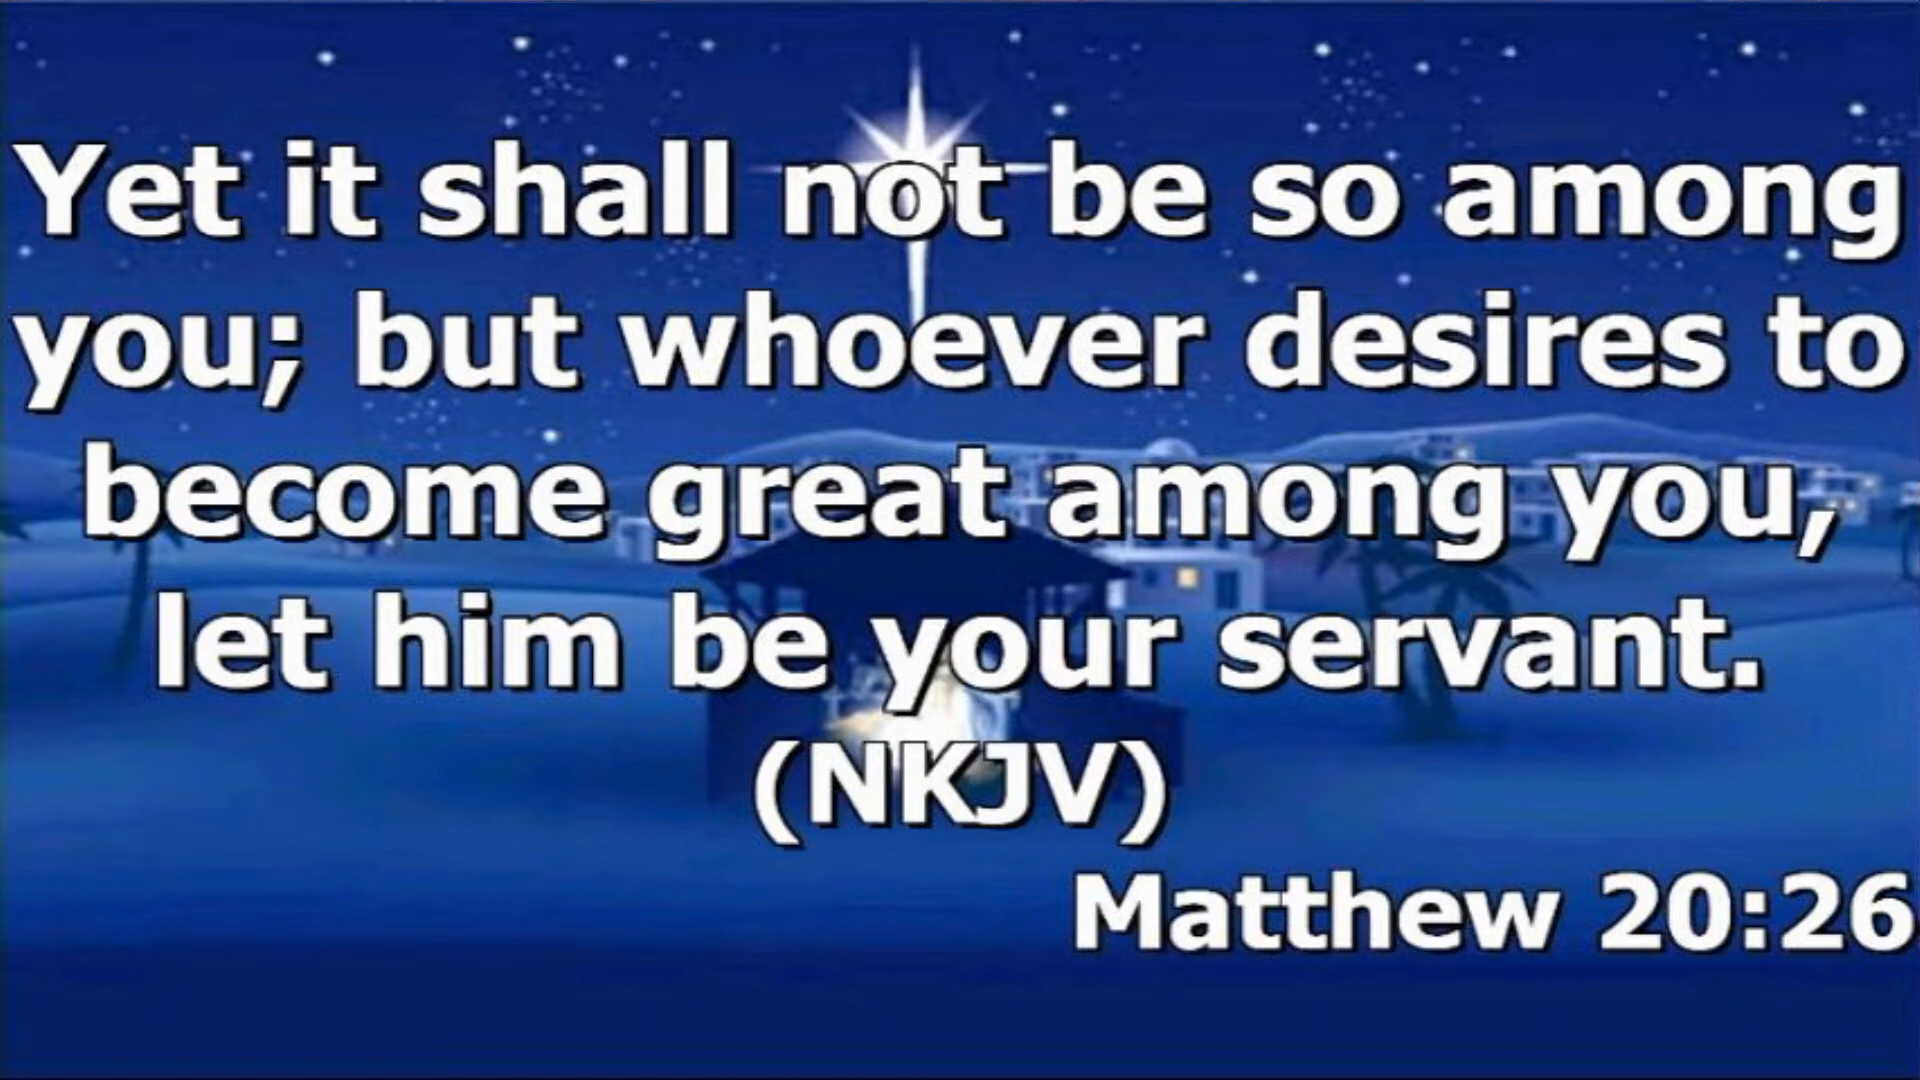 Yet it shall not be so among
you; but whoever desires to
become great among you,
let him be your servant.
(NKJV)
Matthew 20:26